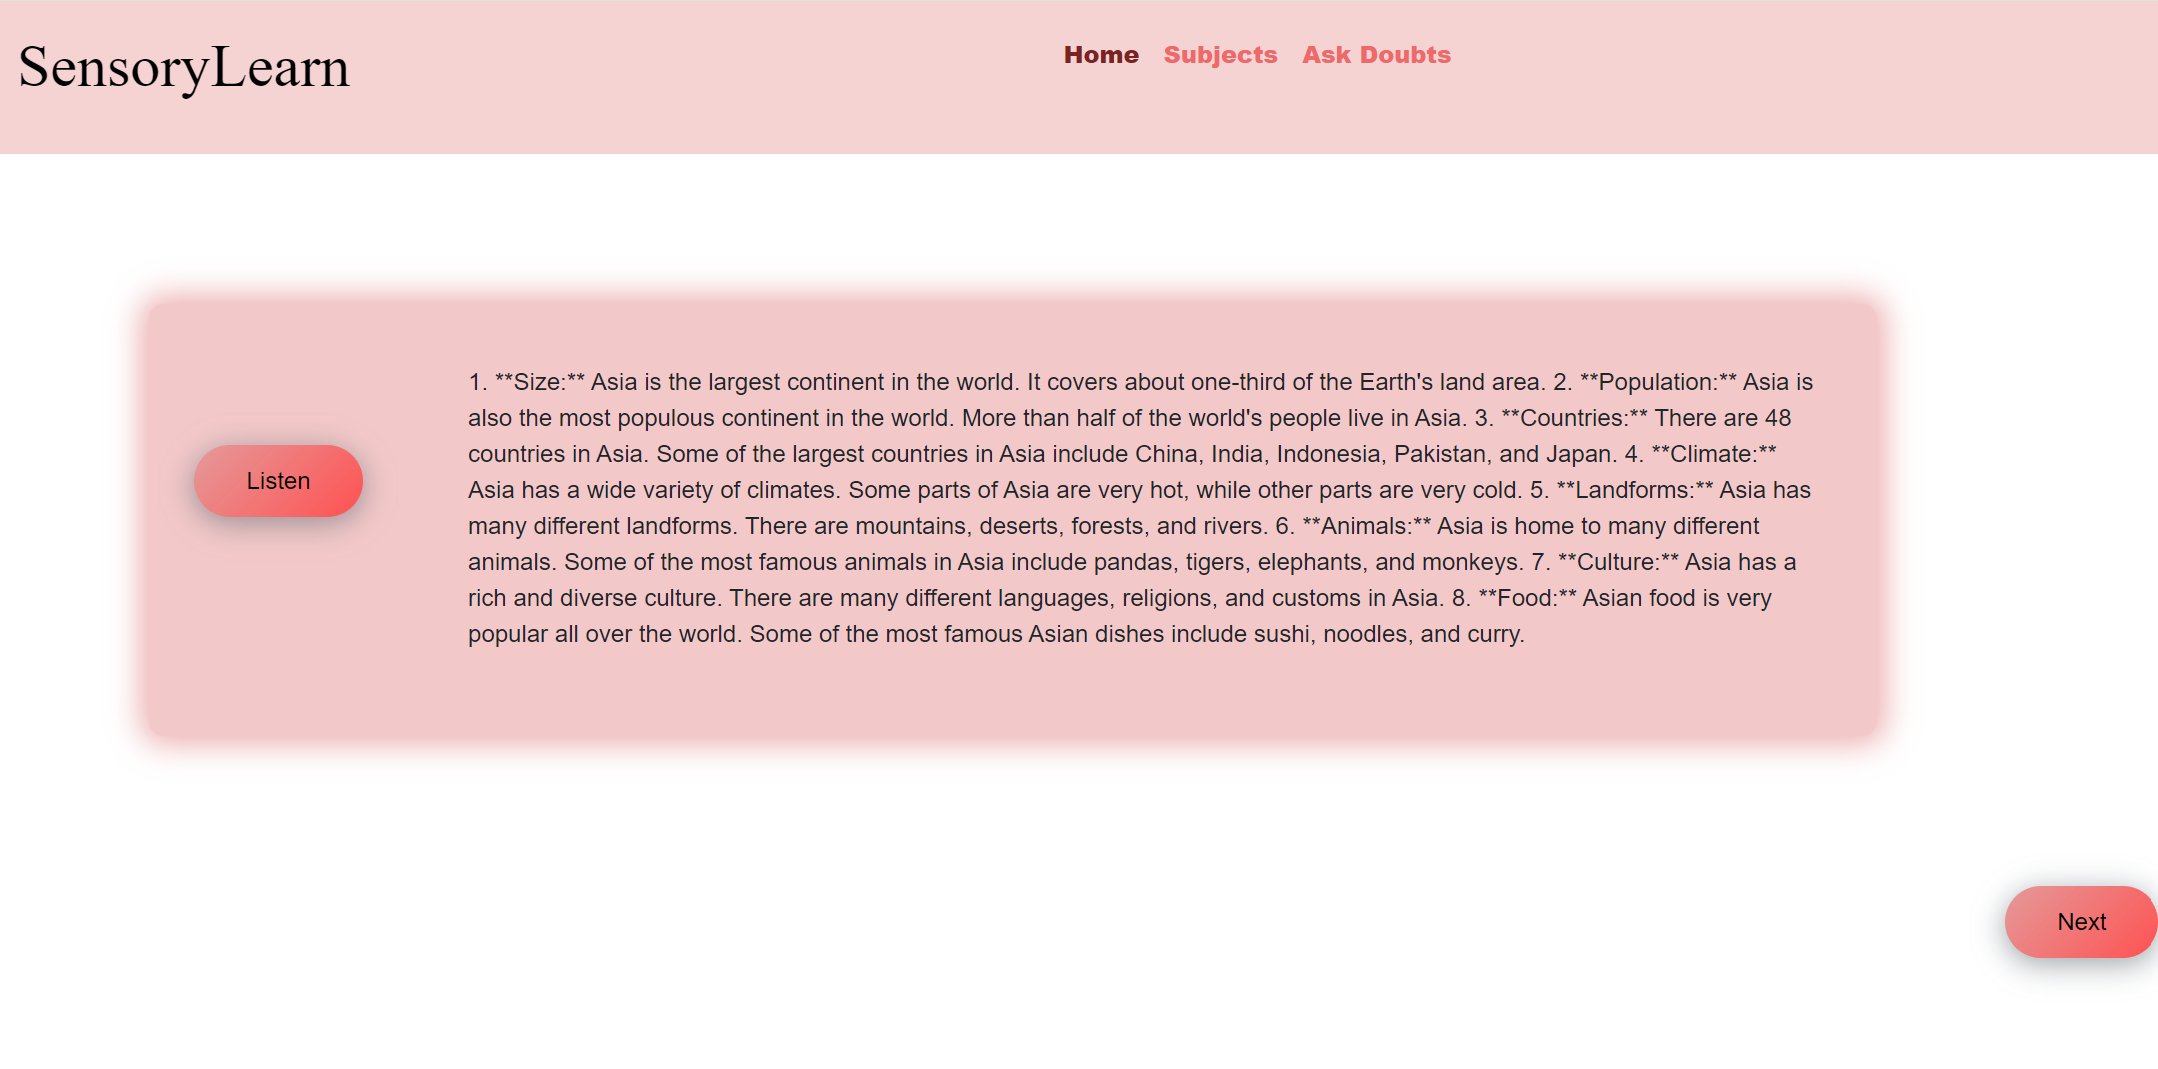 SensoryLearn
Home Subjects Ask Doubts
Listen
1. **Size:** Asia is the largest continent in the world. It covers about one-third of the Earth's land area. 2. **Population:** Asia is
also the most populous continent in the world. More than half of the world's people live in Asia. 3. **Countries:** There are 48
countries in Asia. Some of the largest countries in Asia include China, India, Indonesia, Pakistan, and Japan. 4. **Climate:**
Asia has a wide variety of climates. Some parts of Asia are very hot, while other parts are very cold. 5. **Landforms:** Asia has
many different landforms. There are mountains, deserts, forests, and rivers. 6. **Animals:** Asia is home to many different
animals. Some of the most famous animals in Asia include pandas, tigers, elephants, and monkeys. 7. **Culture:** Asia has a
rich and diverse culture. There are many different languages, religions, and customs in Asia. 8. **Food:** Asian food is very
popular all over the world. Some of the most famous Asian dishes include sushi, noodles, and curry.
Next